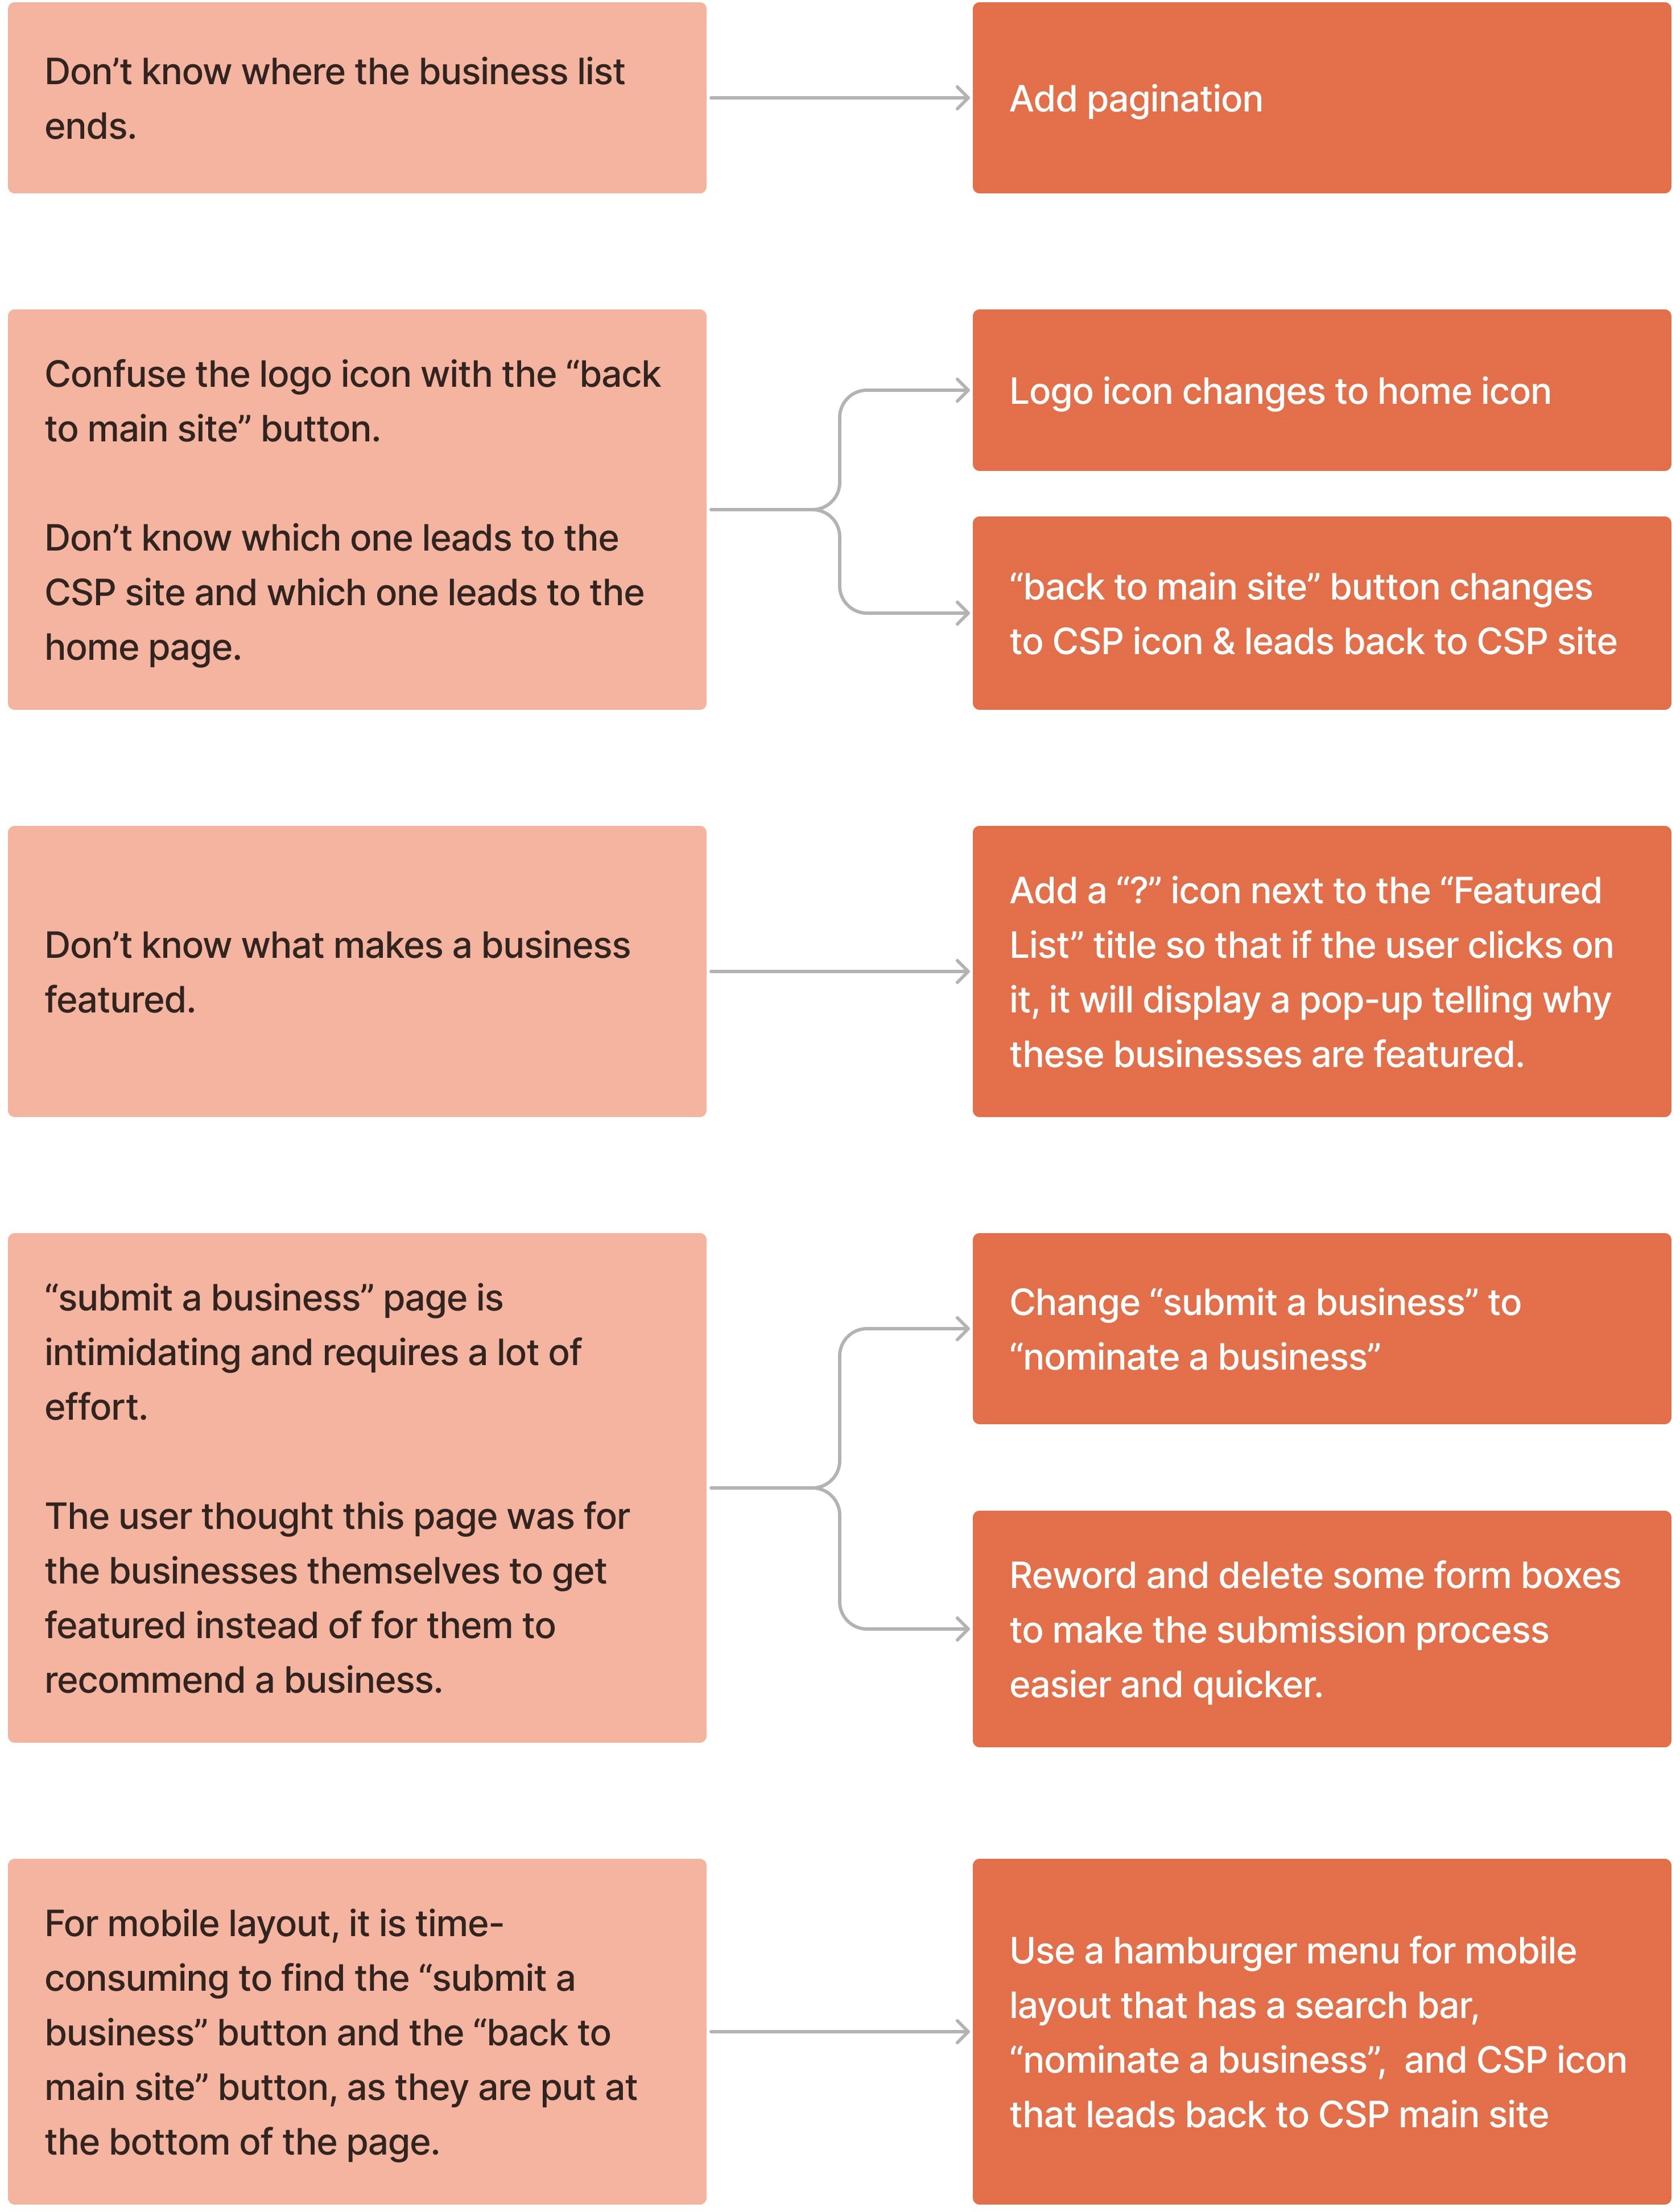 Don’t know where the business list
ends.
Add pagination
Confuse the logo icon with the “back
to main site” button.
Don’t know which one leads to the
CSP site and which one leads to the
home page.
Logo icon changes to home icon
“back to main site” button changes
to CSP icon & leads back to CSP site
Don’t know what makes a business
featured.
Add a “?” icon next to the “Featured
List” title so that if the user clicks on
it, it will display a pop-up telling why
these businesses are featured.
“submit a business” page is
intimidating and requires a lot of
effort.
The user thought this page was for
the businesses themselves to get
featured instead of for them to
recommend a business.
Change “submit a business” to
“nominate a business”
Reword and delete some form boxes
to make the submission process
easier and quicker.
For mobile layout, it is time-
consuming to find the “submit a
business” button and the “back to
main site” button, as they are put at
the bottom of the page.
Use a hamburger menu for mobile
layout that has a search bar,
“nominate a business”,  and CSP icon
that leads back to CSP main site